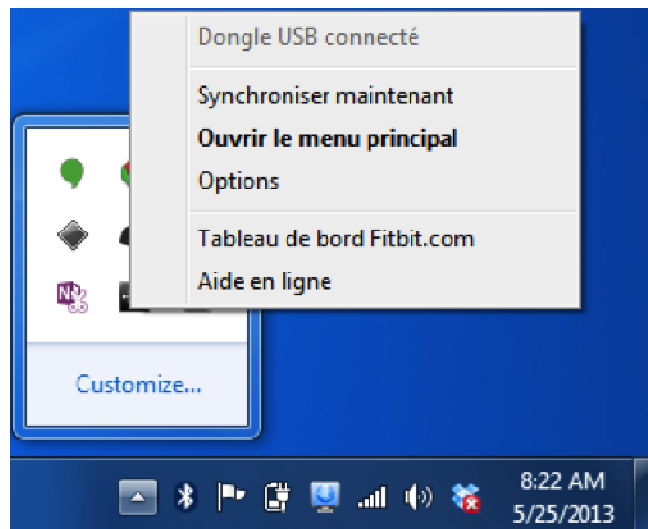 Dongle USB connecté
Synchroniser maintenant
Ouvrir le menu principal
Options
Tableau de bord Fitbit.com
Aide en ligne
Customize...
8:22 AM
5/25/2013